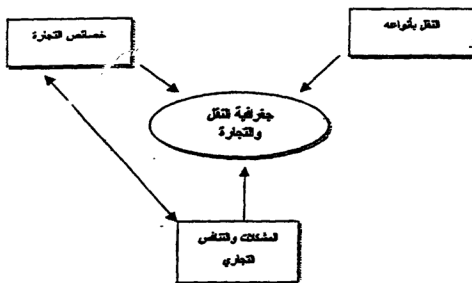 النقل بأنواعه
خصائص التجارة
جغرافية النقل
والتجارة
المشكلات والتنافس
التجاري